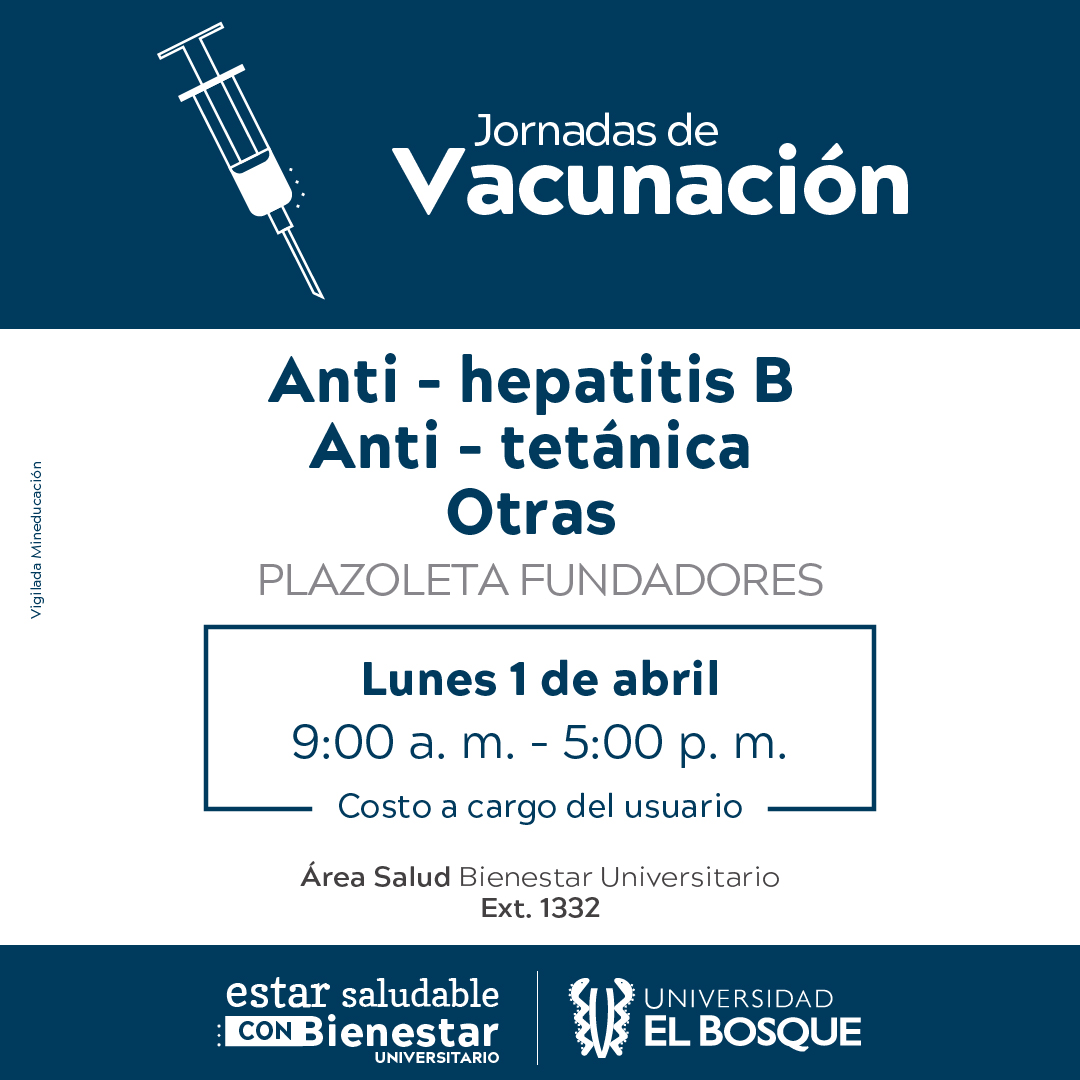 Jornadas de
Vacunación
Anti - hepatitis B
Anti - tetánica
Otras
PLAZOLETA FUNDADORES
Vigilada Mineducación
Lunes 1 de abril
9:00 a. m. - 5:00 p. m.
Costo a cargo del usuario
Área Salud Bienestar Universitario
Ext. 1332
estar saludable
CON Bienestar
UNIVERSITARIO
UNIVERSIDAD
EL BOSQUE